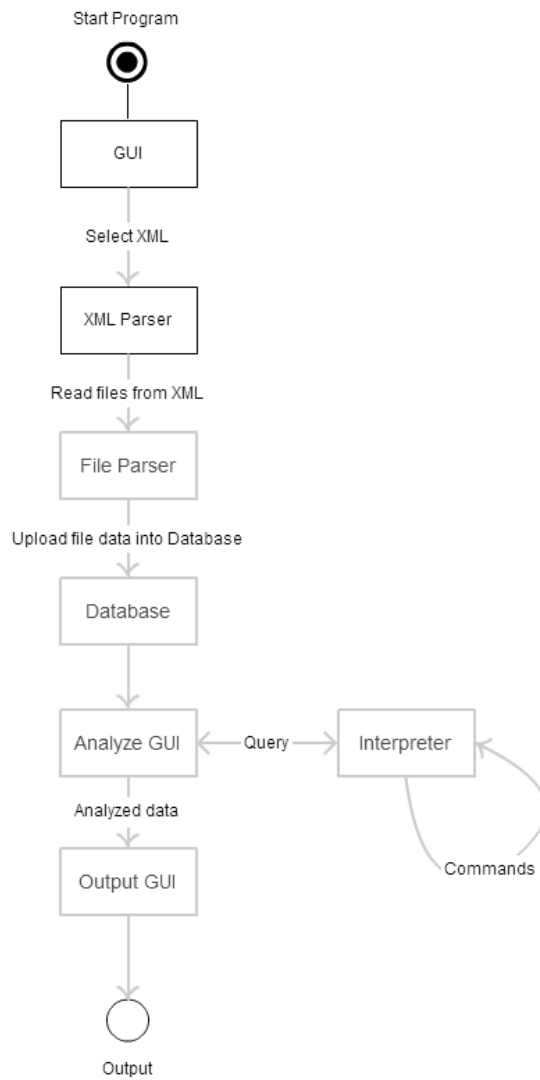 Start Program
GUI
Select XML
XML Parser
Read files from XML
File Parser
Upload file data into Database
Database
Analyze GUI
Query
Interpreter
Analyzed data
Commands
Output GUI
Output